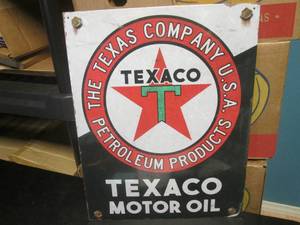 THE TEXAS COMPANY U.S.A.
TEXACO
T
PETROLEUM PRODUCTS
TEXACO
MOTOR OIL